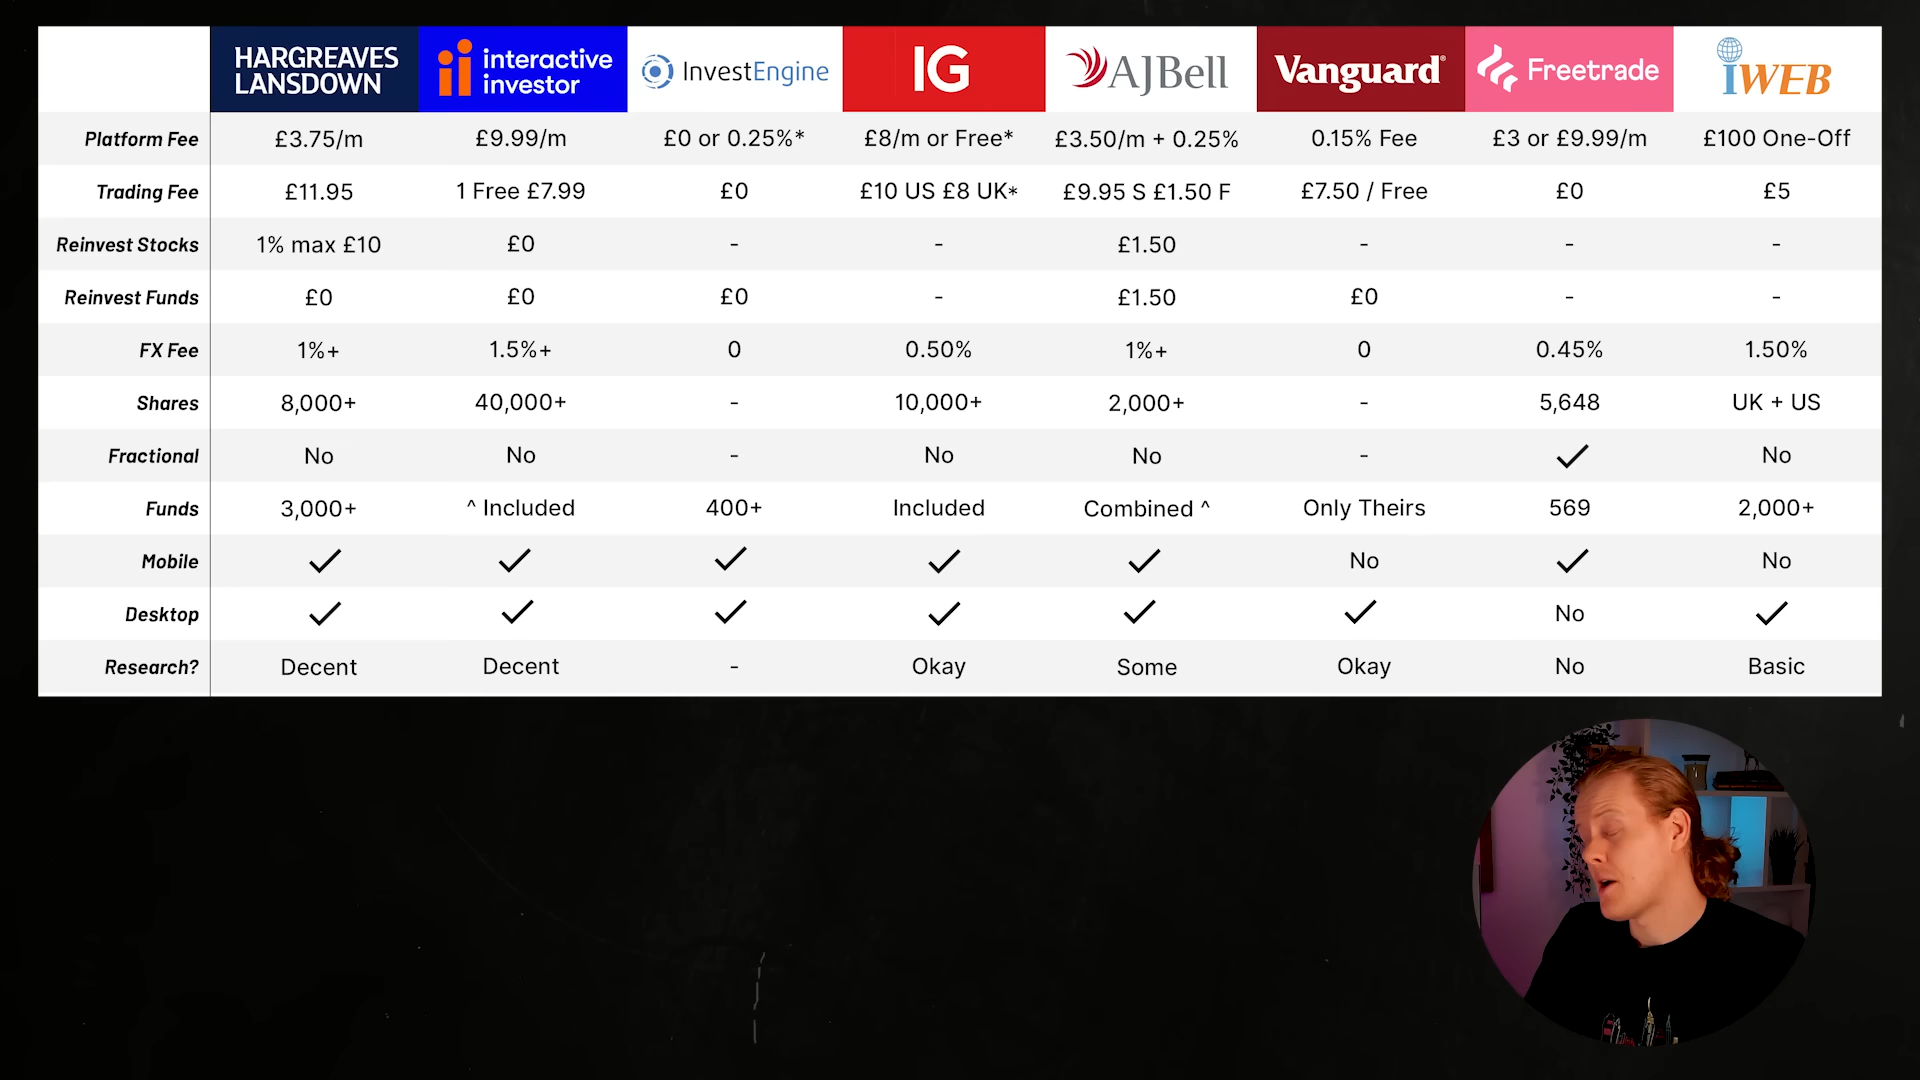 HARGREAVES LANSDOWN interactive investor InvestEngine IG AJBell Vanguard® Freetrade iWEB
Platform Fee £3.75/m £9.99/m £0 or 0.25%* £8/m or Free* £3.50/m + 0.25% 0.15% Fee £3 or £9.99/m £100 One-Off
Trading Fee £11.95 1 Free £7.99 £0 £10 US £8 UK* £9.95 S £1.50 F £7.50 / Free £0 £5
Reinvest Stocks 1% max £10 £0 - - £1.50 - - -
Reinvest Funds £0 £0 £0 - £1.50 £0 - -
FX Fee 1%+ 1.5%+ 0 0.50% 1%+ 0 0.45% 1.50%
Shares 8,000+ 40,000+ - 10,000+ 2,000+ - 5,648 UK + US
Fractional No No - No No - ✓ No
Funds 3,000+ ^ Included 400+ Included Combined ^ Only Theirs 569 2,000+
Mobile ✓ ✓ ✓ ✓ ✓ No ✓ No
Desktop ✓ ✓ ✓ ✓ ✓ ✓ No ✓
Research? Decent Decent - Okay Some Okay No Basic